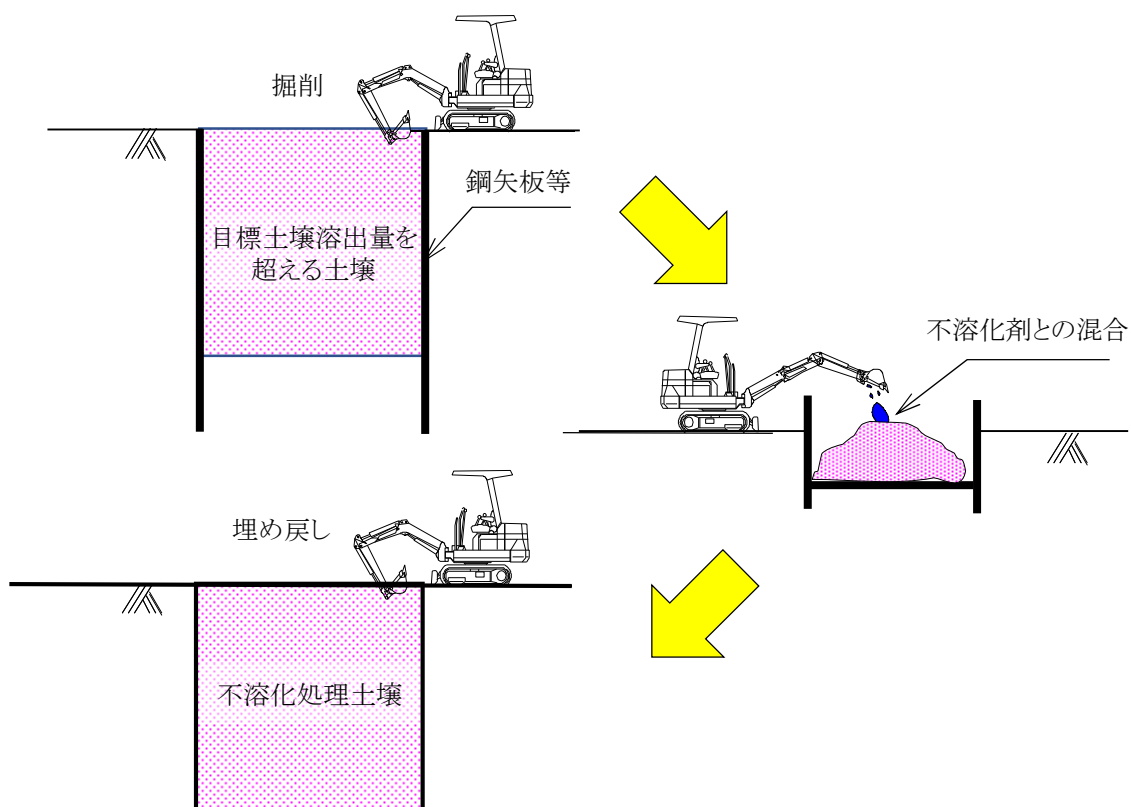 掘削
鋼矢板等
目標土壌溶出量を
超える土壌
不溶化剤との混合
埋め戻し
不溶化処理土壌